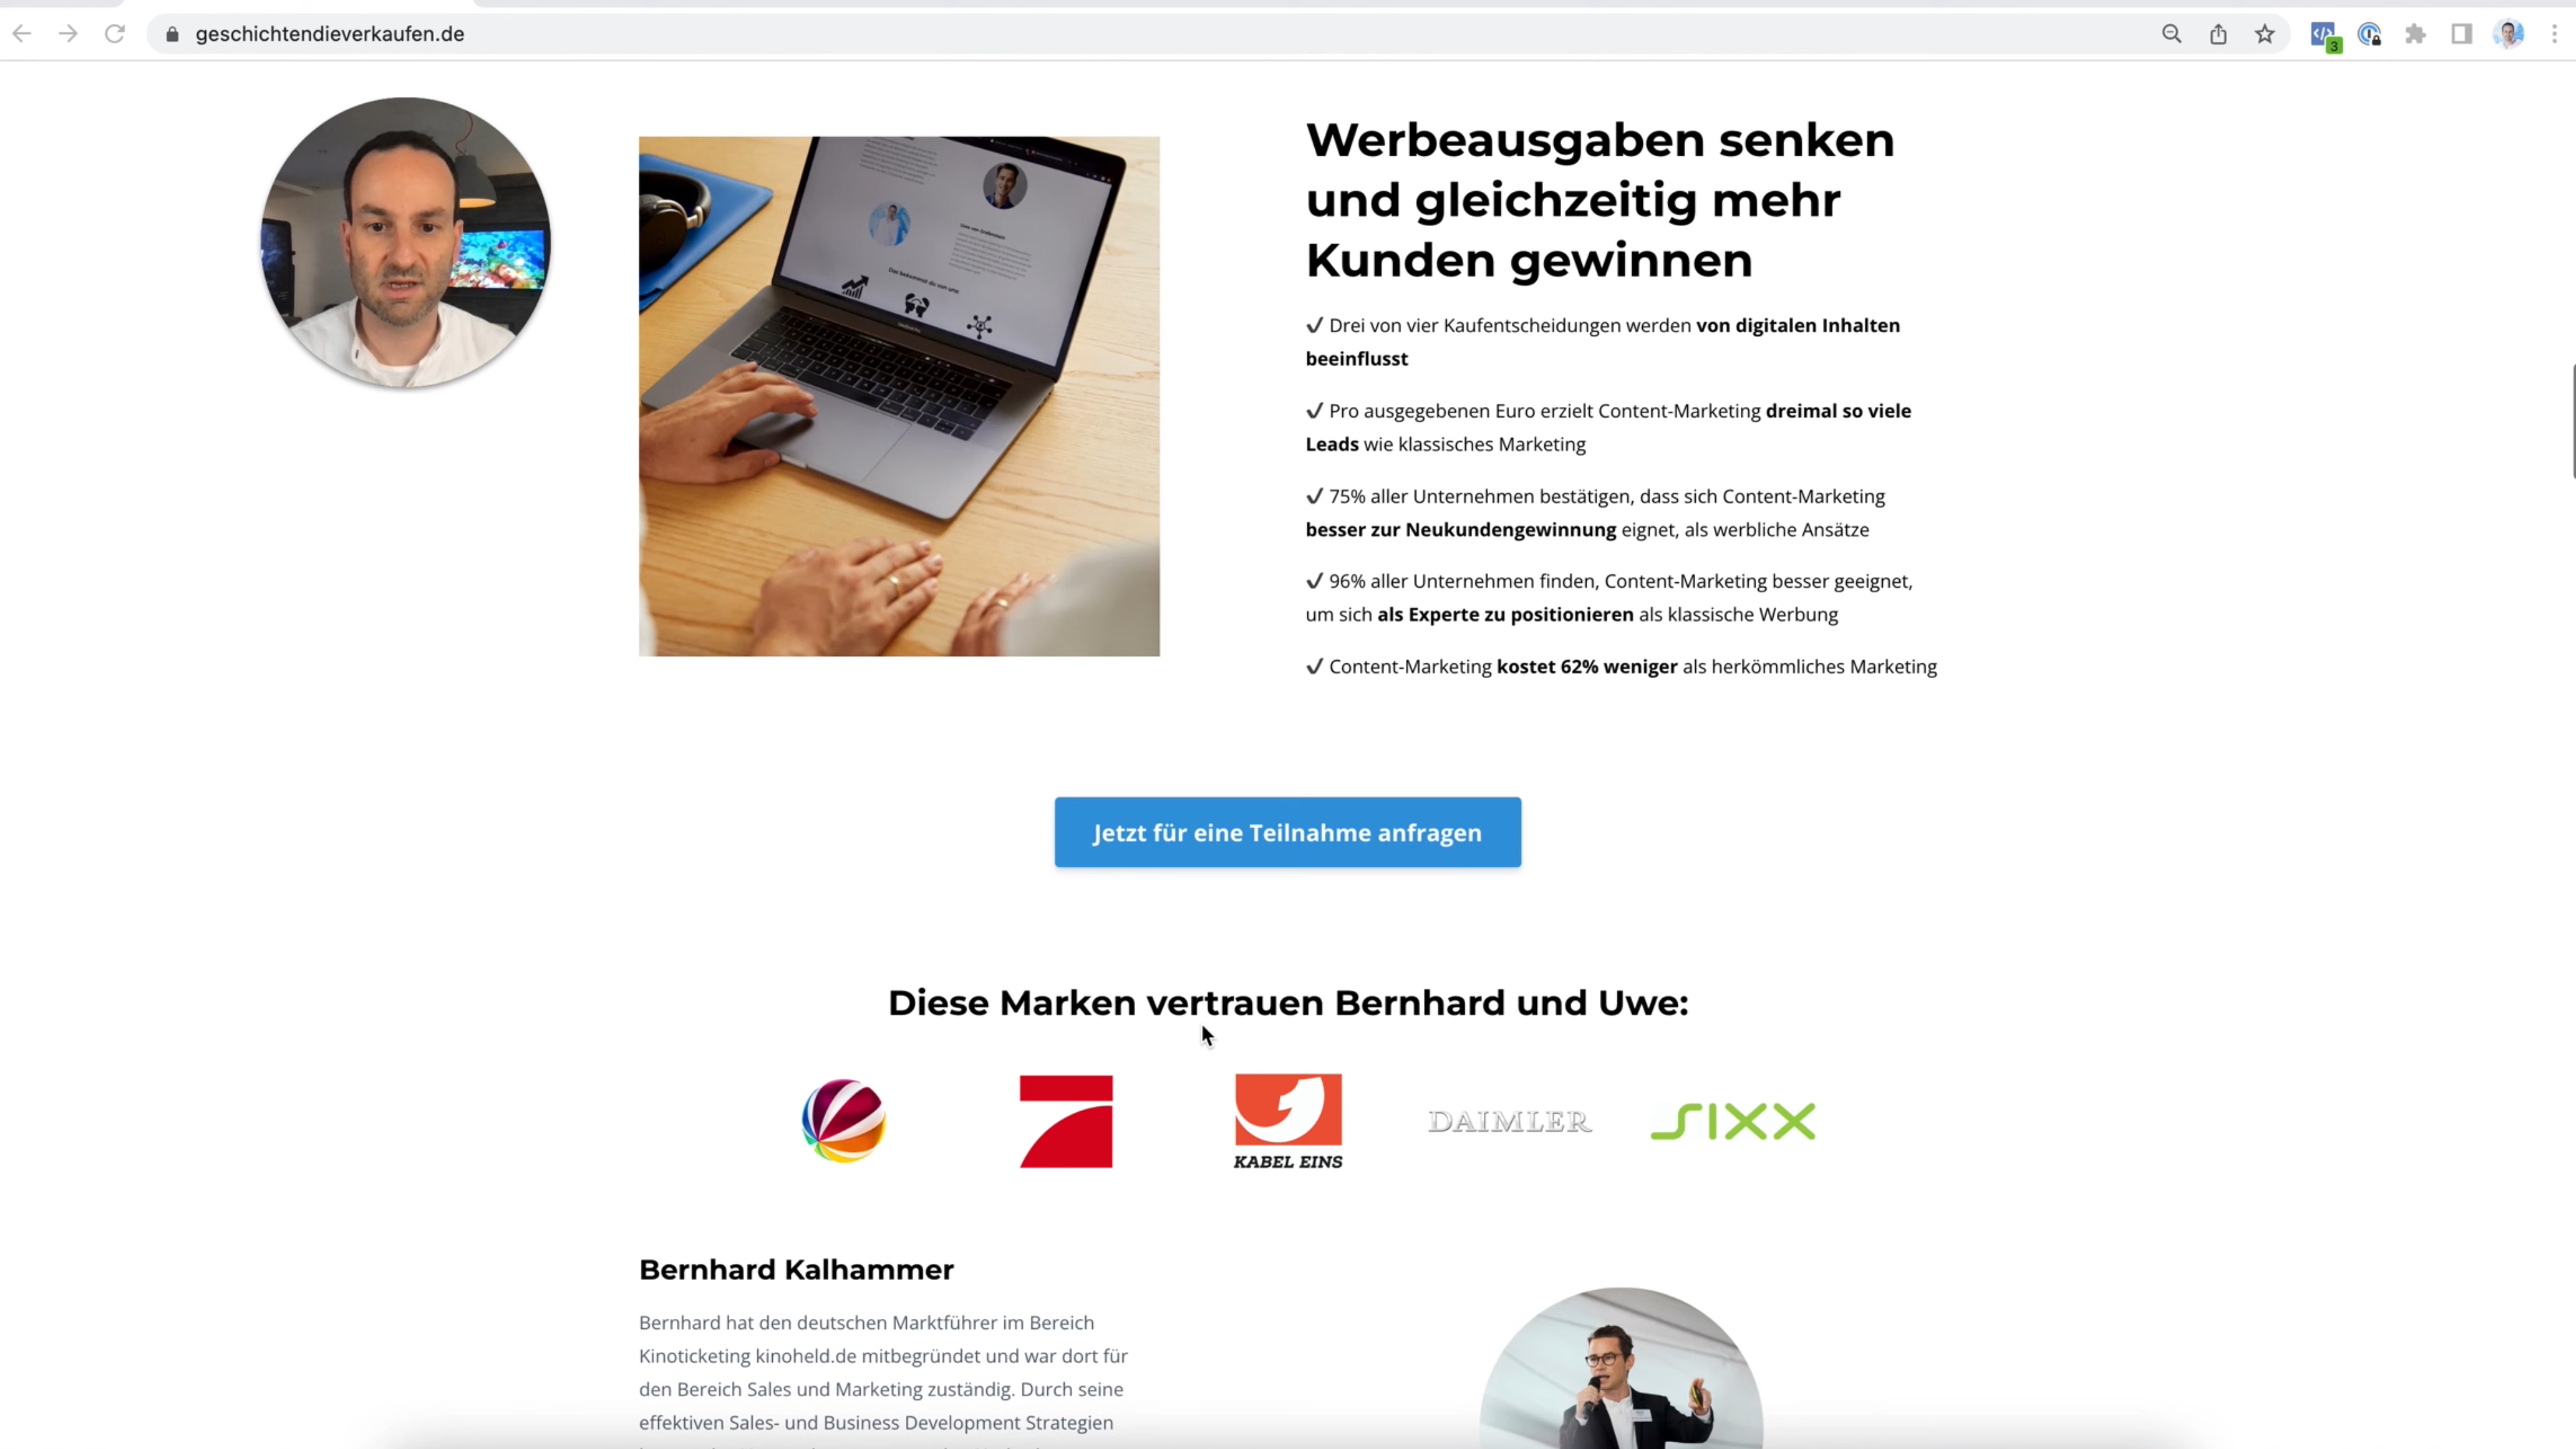 geschichtendieverkaufen.de
3
Werbeausgaben senken
und gleichzeitig mehr
Kunden gewinnen
✓ Drei von vier Kaufentscheidungen werden von digitalen Inhalten
beeinflusst
✓ Pro ausgegebenen Euro erzielt Content-Marketing dreimal so viele
Leads wie klassisches Marketing
✓ 75% aller Unternehmen bestätigen, dass sich Content-Marketing
besser zur Neukundengewinnung eignet, als werbliche Ansätze
✓ 96% aller Unternehmen finden, Content-Marketing besser geeignet,
um sich als Experte zu positionieren als klassische Werbung
✓ Content-Marketing kostet 62% weniger als herkömmliches Marketing
Das bekommst du von uns:
Jetzt für eine Teilnahme anfragen
Diese Marken vertrauen Bernhard und Uwe:
KABEL EINS
DAIMLER
SIXX
Bernhard Kalhammer
Bernhard hat den deutschen Marktführer im Bereich
Kinoticketing kinoheld.de mitbegründet und war dort für
den Bereich Sales und Marketing zuständig. Durch seine
effektiven Sales- und Business Development Strategien